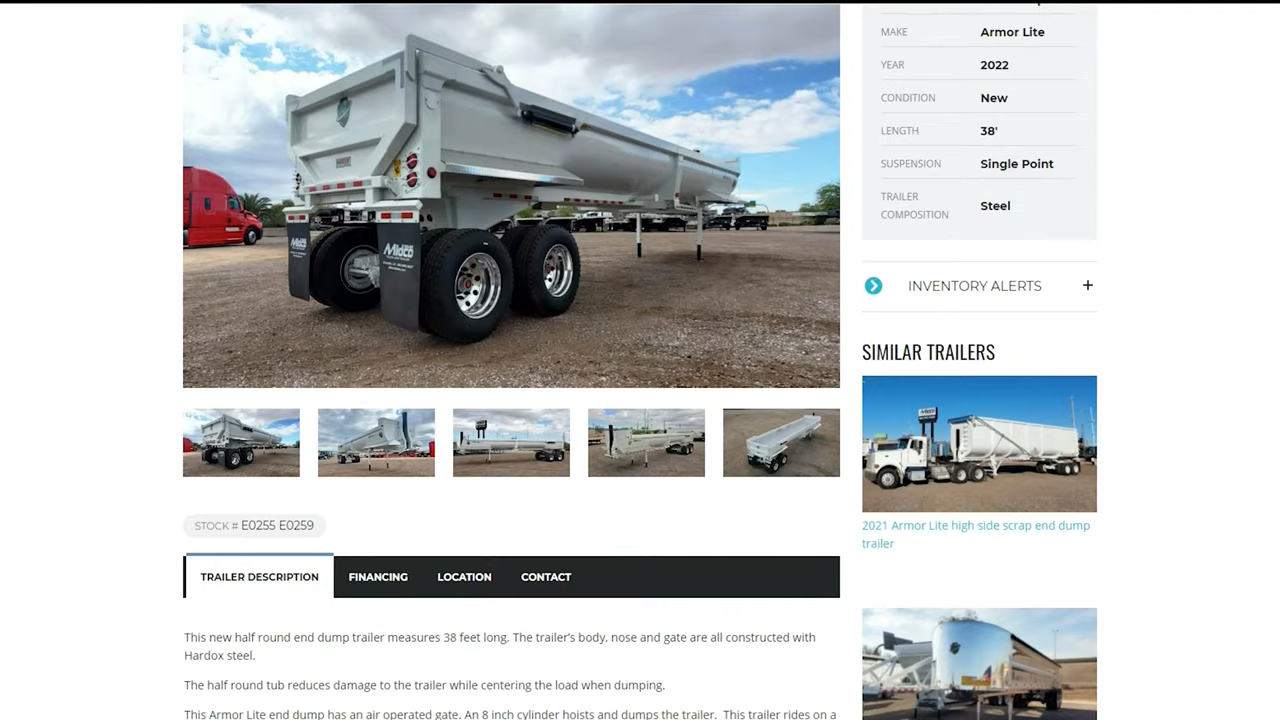 MAKE Armor Lite
YEAR 2022
CONDITION New
LENGTH 38'
SUSPENSION Single Point
TRAILER
COMPOSITION Steel
INVENTORY ALERTS +
SIMILAR TRAILERS
2021 Armor Lite high side scrap end dump
trailer
Midco
STOCK # E0255 E0259
TRAILER DESCRIPTION FINANCING LOCATION CONTACT
This new half round end dump trailer measures 38 feet long. The trailer's body, nose and gate are all constructed with
Hardox steel.
The half round tub reduces damage to the trailer while centering the load when dumping.
This Armor Lite end dump has an air operated gate. An 8 inch cylinder hoists and dumps the trailer. This trailer rides on a